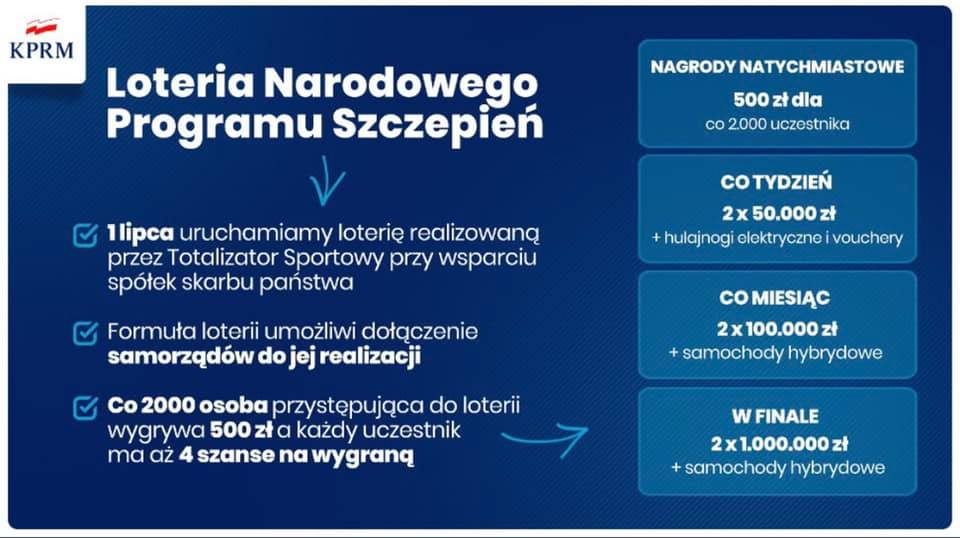 KPRM
Loteria Narodowego
Programu Szczepień
1 lipca uruchamiamy loterię realizowaną
przez Totalizator Sportowy przy wsparciu
spółek skarbu państwa
Formuła loterii umożliwi dołączenie
samorządów do jej realizacji
Co 2000 osoba przystępująca do loterii
wygrywa 500 zł a każdy uczestnik
ma aż 4 szanse na wygraną
NAGRODY NATYCHMIASTOWE
500 zł dla
co 2.000 uczestnika
CO TYDZIEŃ
2 x 50.000 zł
+ hulajnogi elektryczne i vouchery
CO MIESIĄC
2 x 100.000 zł
+ samochody hybrydowe
W FINALE
2 x 1.000.000 zł
+ samochody hybrydowe